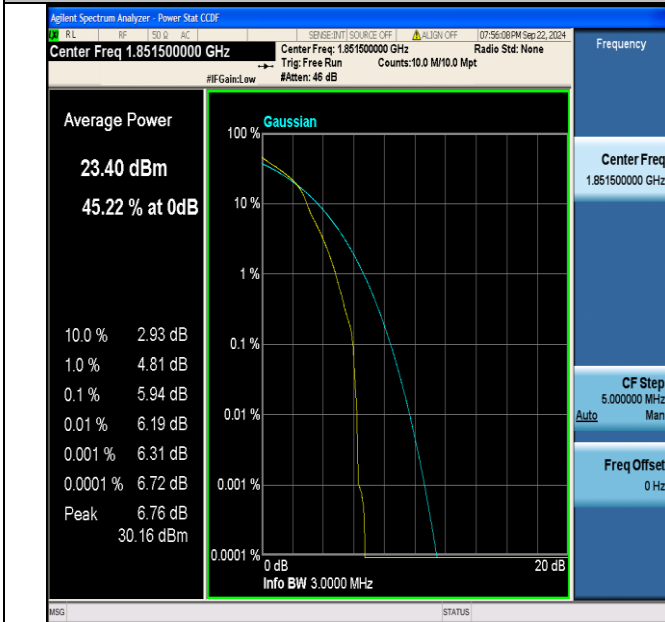 Agilent Spectrum Analyzer - Power Stat CCDF
RL RF 50 Ω AC SENSE:INT SOURCE OFF ALIGN OFF 07:56:08 PM Sep 22, 2024
Center Freq 1.851500000 GHz
Center Freq: 1.851500000 GHz
Radio Std: None
Trig: Free Run
Counts:10.0 M/10.0 Mpt
#IFGain:Low
#Atten: 46 dB
Average Power
23.40 dBm
45.22 % at 0dB
10.0 % 2.93 dB
1.0 % 4.81 dB
0.1 % 5.94 dB
0.01 % 6.19 dB
0.001 % 6.31 dB
0.0001 % 6.72 dB
Peak 6.76 dB
30.16 dBm
Gaussian
100 %
10 %
1 %
0.1 %
0.01 %
0.001 %
0.0001 %
0 dB
20 dB
Info BW 3.0000 MHz
Frequency
Center Freq
1.851500000 GHz
CF Step
5.000000 MHz
Auto Man
Freq Offset
0 Hz
MSG
STATUS